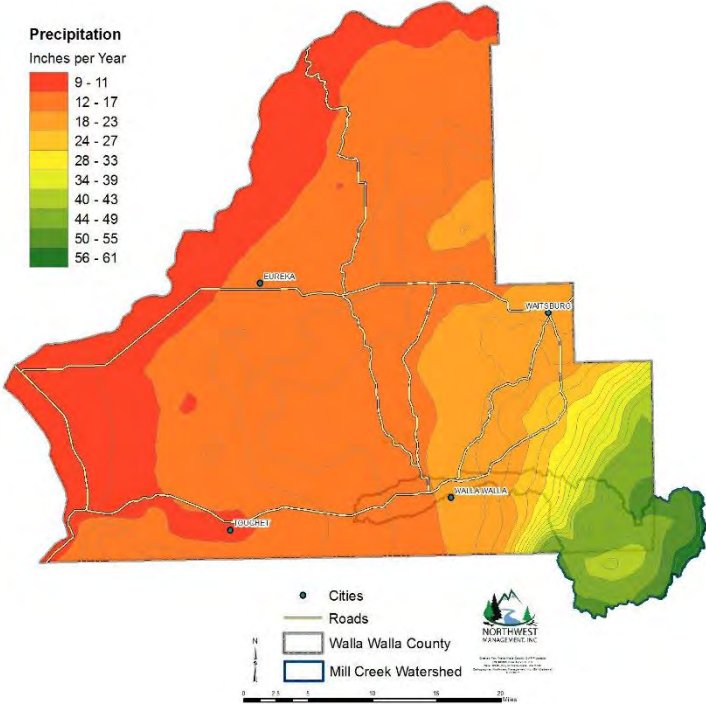 Precipitation
Inches per Year
9 - 11
12 - 17
18 - 23
24 - 27
28 - 33
34 - 39
40 - 43
44 - 49
50 - 55
56 - 61
EUREKA
WAITSBURG
WALLA WALLA
TOUCHET
Cities
Roads
Walla Walla County
Mill Creek Watershed
NORTHWEST
MANAGEMENT, INC
N
S
0 2.5 5 10 15 20
Miles